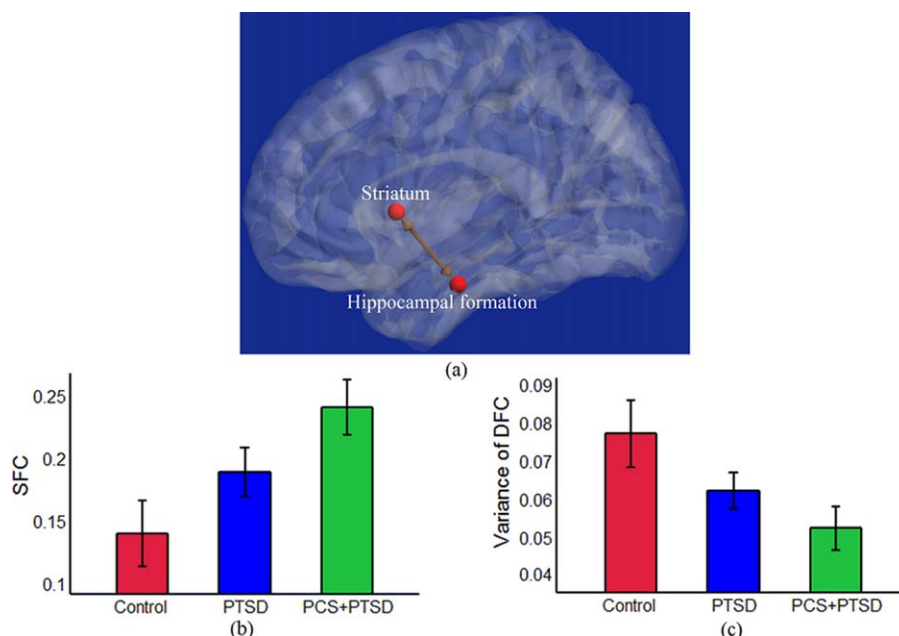 Striatum
Hippocampal formation
(a)
SFC
0.25
0.2
0.15
0.1
Control PTSD PCS+PTSD
(b)
Variance of DFC
0.09
0.08
0.07
0.06
0.05
0.04
Control PTSD PCS+PTSD
(c)